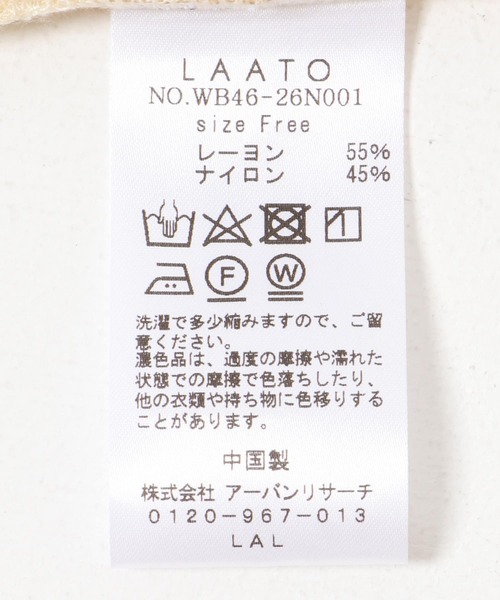 LAATO
NO.WB46-26N001
size Free
レーヨン 55%
ナイロン 45%
F W
洗濯で多少縮みますので、ご留
意ください。
濃色品は、過度の摩擦や濡れた
状態での摩擦で色落ちしたり、
他の衣類や持ち物に色移りする
ことがあります。
中国製
株式会社 アーバンリサーチ
0120-967-013
LAL